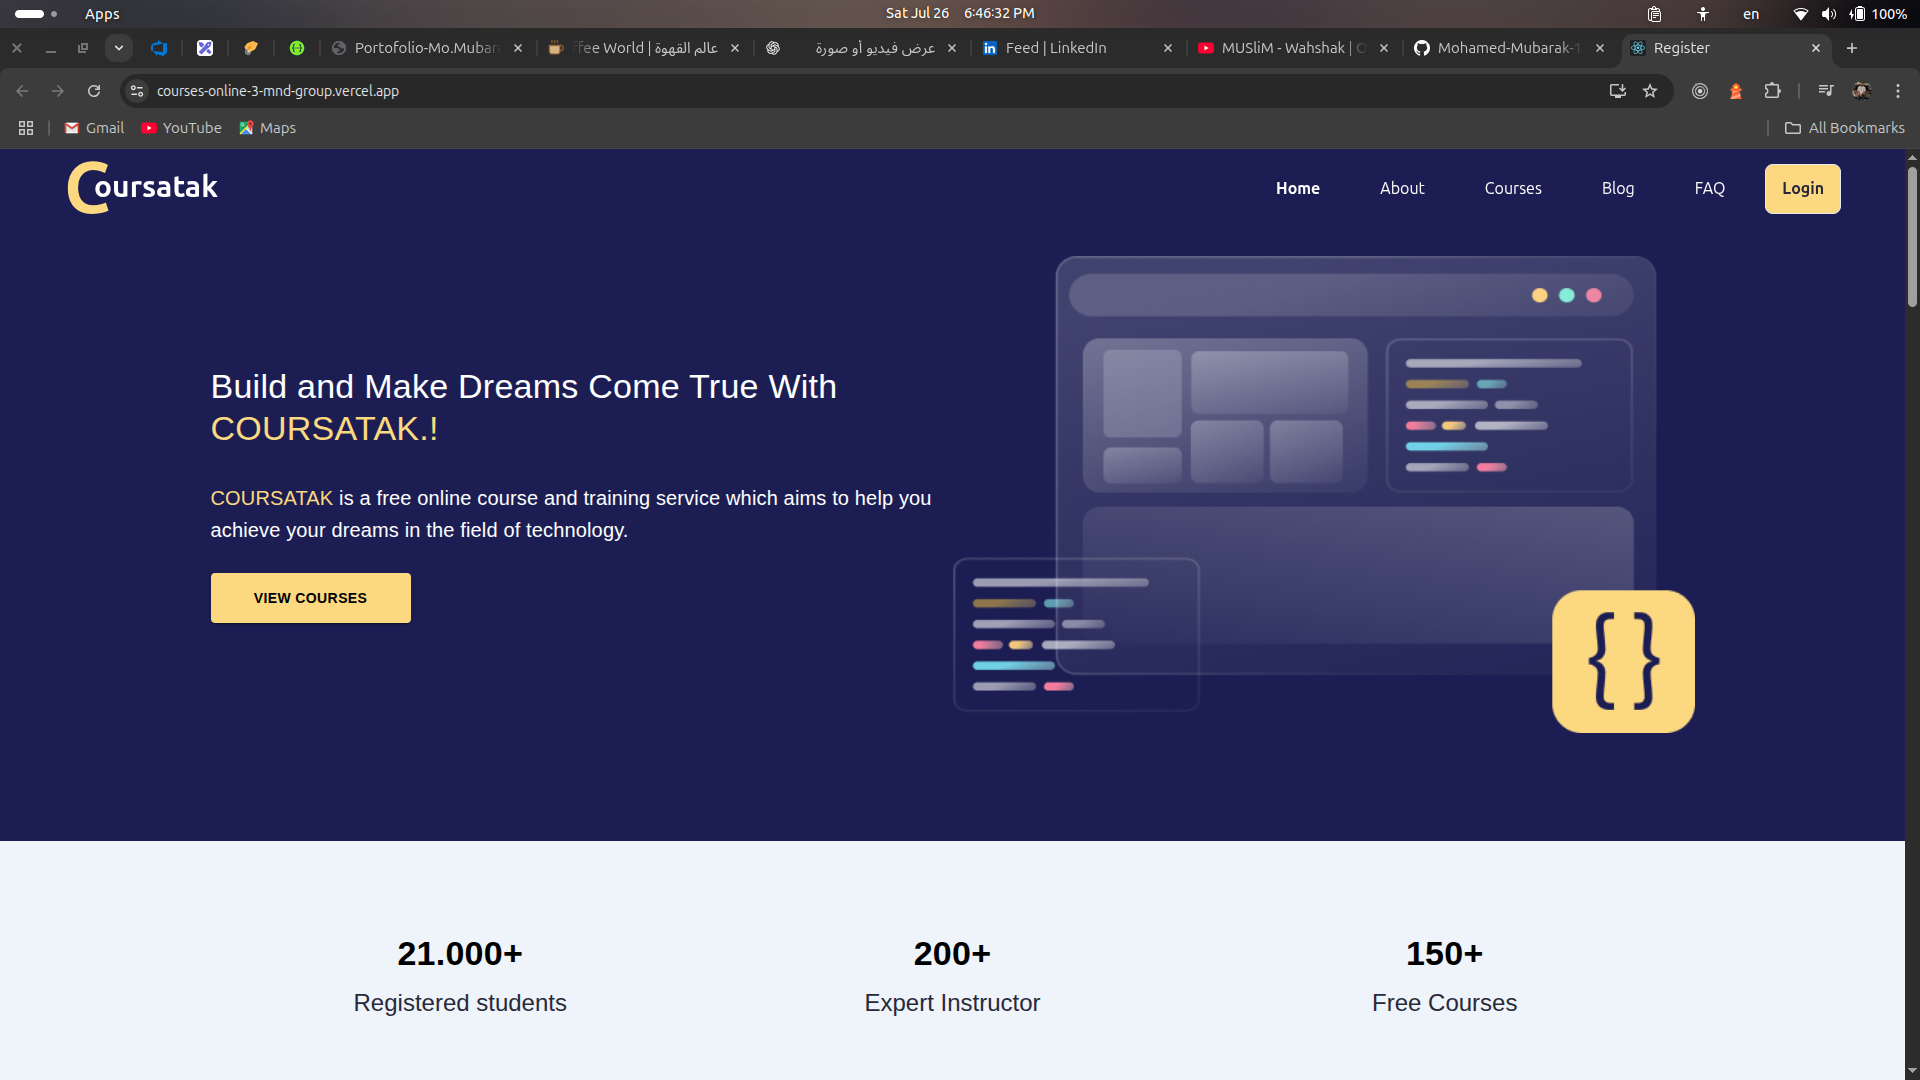 Apps
Sat Jul 26 6:46:32 PM
en
100%
Portofolio-Mo.Mubara
ffee World | عالم القهوة
عرض فيديو أو صورة
Feed | LinkedIn
MUSliM - Wahshak |
Mohamed-Mubarak-1
Register
courses-online-3-mnd-group.vercel.app
Gmail
YouTube
Maps
All Bookmarks
Coursatak
Home
About
Courses
Blog
FAQ
Login
Build and Make Dreams Come True With
COURSATAK.!
COURSATAK is a free online course and training service which aims to help you
achieve your dreams in the field of technology.
VIEW COURSES
{ }
21.000+
200+
150+
Registered students
Expert Instructor
Free Courses